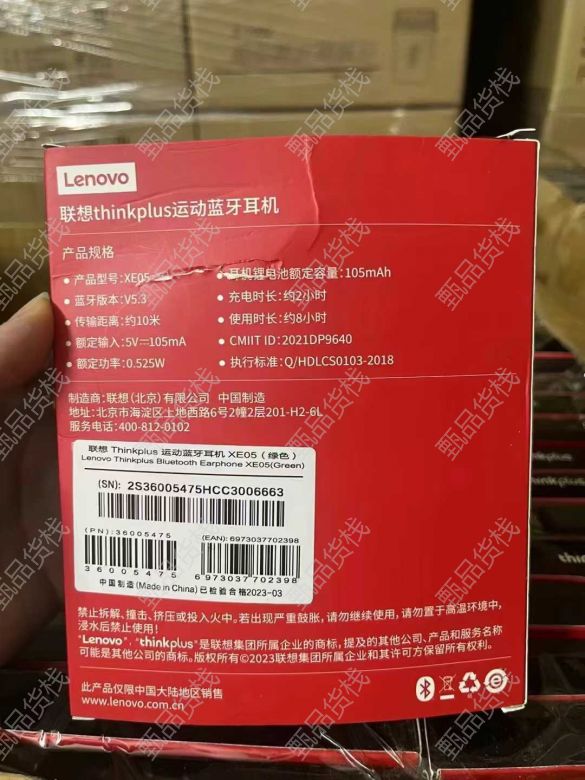 Lenovo
联想thinkplus运动蓝牙耳机
产品规格
• 产品型号:XE05
• 蓝牙版本: V5.3
• 传输距离:约10米
• 额定输入:5V⎓105mAh
• 额定功率:0.525W
• 耳机锂电池额定容量:105mAh
• 充电时长:约2小时
• 使用时长:约8小时
• CMIIT ID:2021DP9640
• 执行标准:Q/HDLCS0103-2018
制造商:联想(北京)有限公司 中国制造
地址:北京市海淀区上地西路6号2幢2层201-H2-6L
服务电话:400-812-0102
联想 Thinkplus 运动蓝牙耳机 XE05(绿色)
Lenovo Thinkplus Bluetooth Earphone XE05(Green)
(SN): 2S36005475HCC3006663
(PN):36005475
(EAN): 6973037702398
36005475
6973037702398
中国制造(Made in China)已检验合格2023-03
禁止拆解、撞击、挤压或投入火中。若出现严重鼓胀,请勿继续使用,请勿置于高温环境中,
浸水后禁止使用!
"Lenovo","thinkplus"是联想集团所属企业的商标,提及的其他公司、产品和服务名称
可能是其他公司的商标。版权所有©2023联想集团所属企业和其许可方保留所有权利。
此产品仅限中国大陆地区销售
www.lenovo.com.cn
甄品货栈